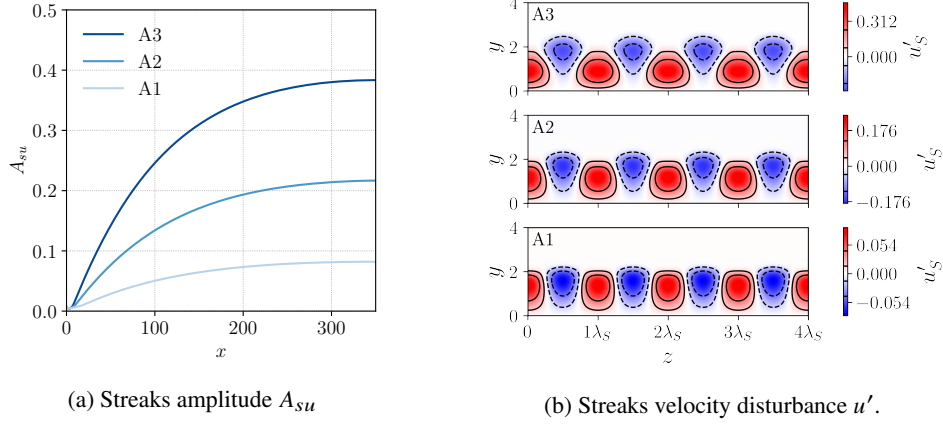 0.5
0.4
0.3
0.2
0.1
0.0
A_{su}
A3
A2
A1
0
100
200
300
x
(a) Streaks amplitude A_{su}
A3
4
2
0
y
0.312
0.000
u'_S
A2
4
2
0
y
0.176
0.000
−0.176
u'_S
A1
4
2
0
y
0.054
0.000
−0.054
u'_S
0
1λ_S
2λ_S
3λ_S
4λ_S
z
(b) Streaks velocity disturbance u′.